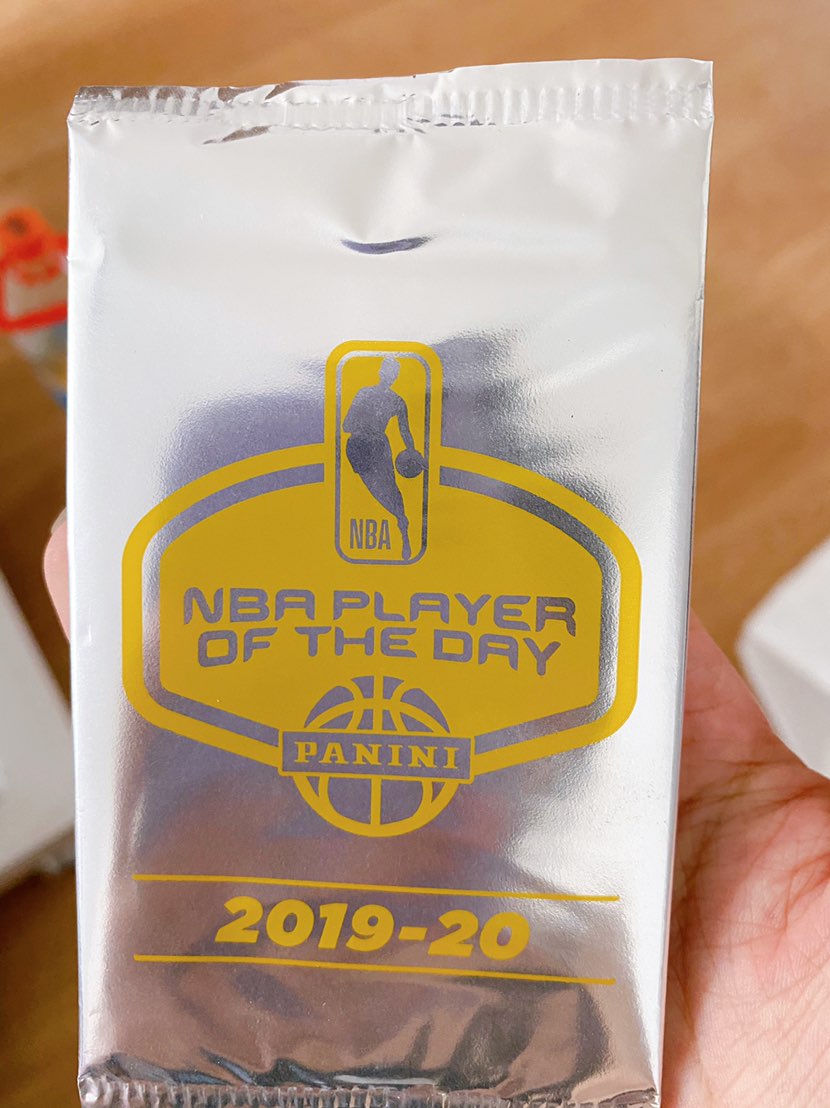 NBA
NBA PLAYER
OF THE DAY
PANINI
2019-20